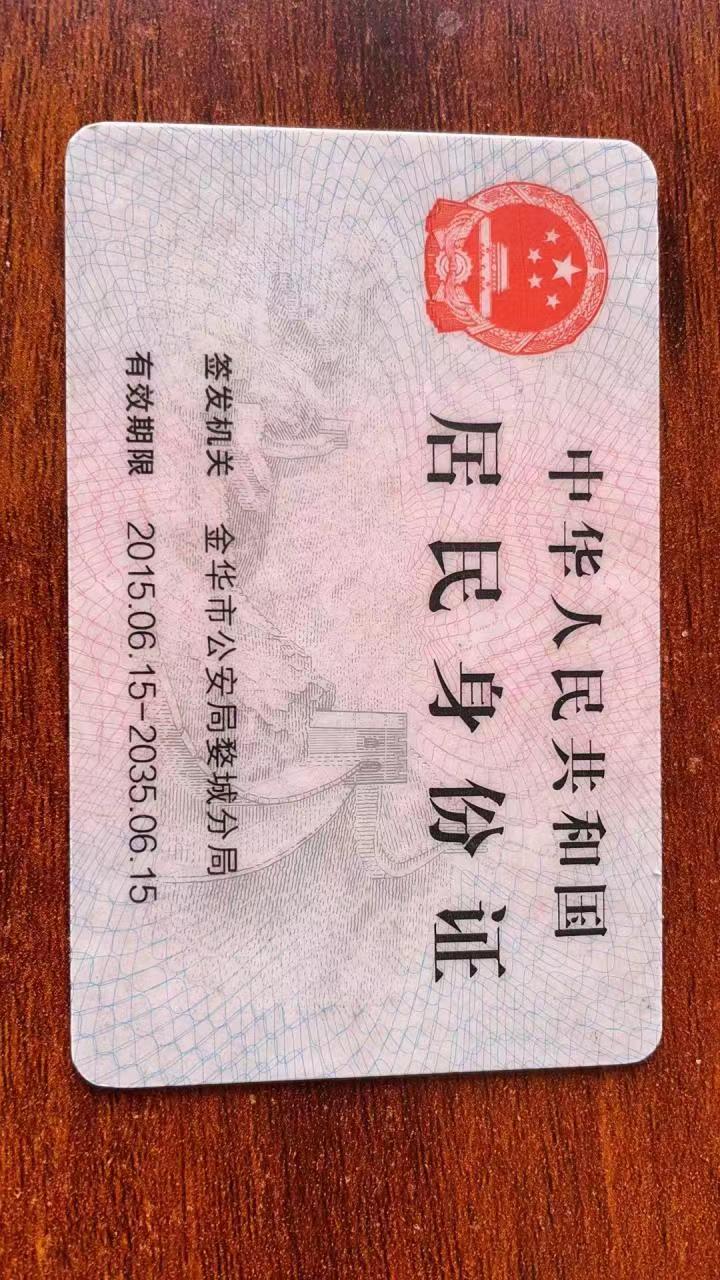 中华人民共和国
居民身份证
签发机关 金华市公安局婺城分局
有效期限 2015.06.15-2035.06.15